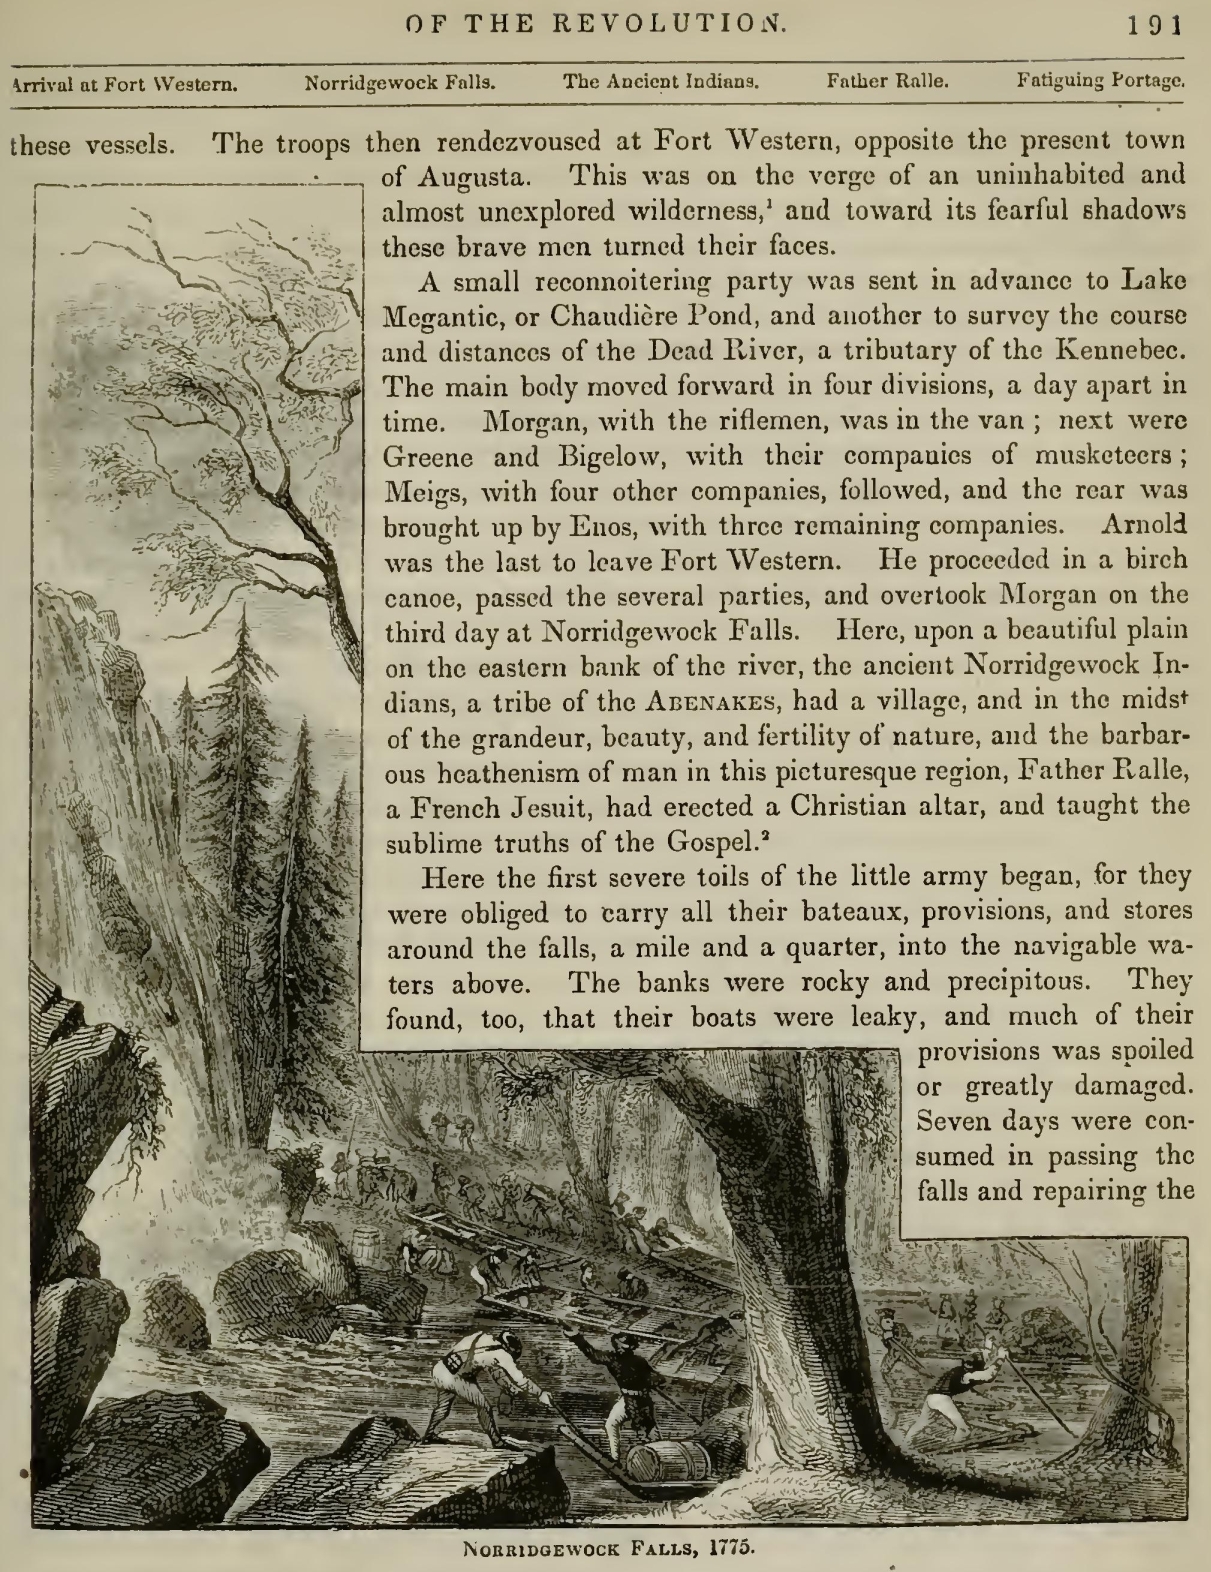 OF THE REVOLUTION. 191
Arrival at Fort Western. Norridgewock Falls. The Ancient Indians. Father Ralle. Fatiguing Portage.
these vessels. The troops then rendezvoused at Fort Western, opposite the present town
of Augusta. This was on the verge of an uninhabited and
almost unexplored wilderness,¹ and toward its fearful shadows
these brave men turned their faces.
A small reconnoitering party was sent in advance to Lake
Megantic, or Chaudière Pond, and another to survey the course
and distances of the Dead River, a tributary of the Kennebec.
The main body moved forward in four divisions, a day apart in
time. Morgan, with the riflemen, was in the van ; next were
Greene and Bigelow, with their companies of musketeers ;
Meigs, with four other companies, followed, and the rear was
brought up by Enos, with three remaining companies. Arnold
was the last to leave Fort Western. He proceeded in a birch
canoe, passed the several parties, and overtook Morgan on the
third day at Norridgewock Falls. Here, upon a beautiful plain
on the eastern bank of the river, the ancient Norridgewock In-
dians, a tribe of the ABENAKES, had a village, and in the midst
of the grandeur, beauty, and fertility of nature, and the barbar-
ous heathenism of man in this picturesque region, Father Ralle,
a French Jesuit, had erected a Christian altar, and taught the
sublime truths of the Gospel.²
Here the first severe toils of the little army began, for they
were obliged to carry all their bateaux, provisions, and stores
around the falls, a mile and a quarter, into the navigable wa-
ters above. The banks were rocky and precipitous. They
found, too, that their boats were leaky, and much of their
provisions was spoiled
or greatly damaged.
Seven days were con-
sumed in passing the
falls and repairing the
NORRIDGEWOCK FALLS, 1775.